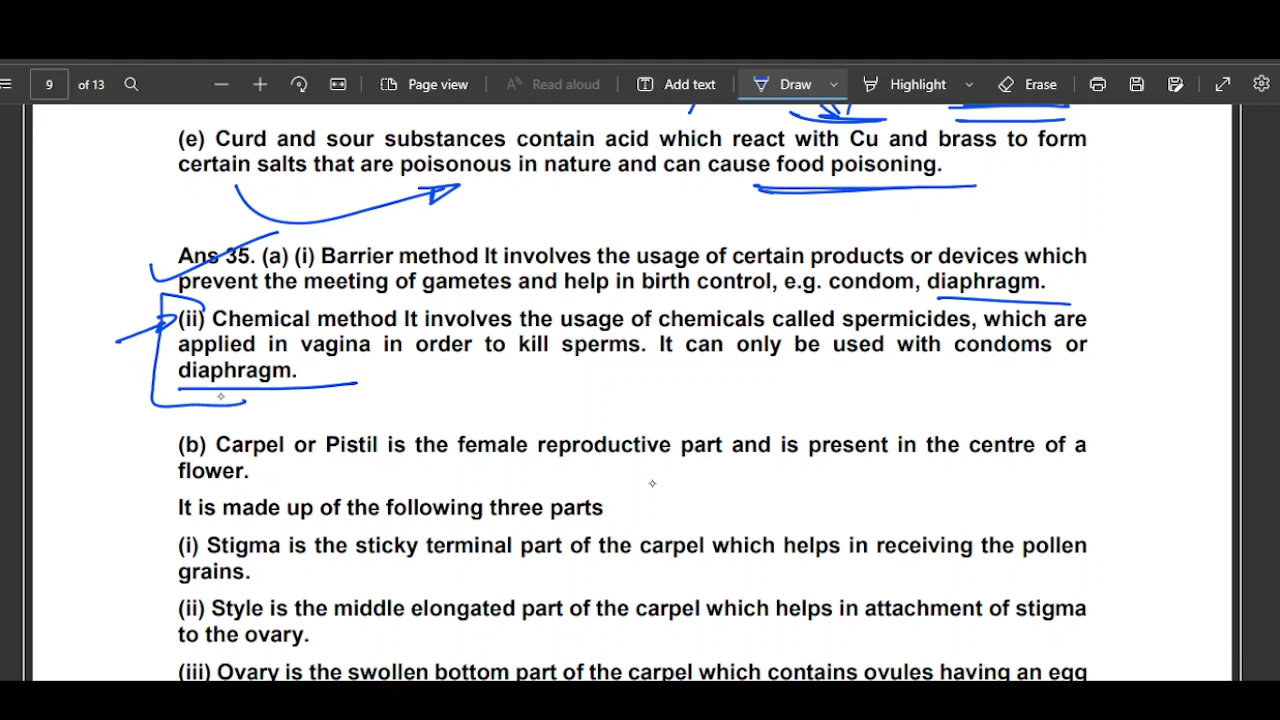 9 of 13 Page view Read aloud Add text Draw Highlight Erase
(e) Curd and sour substances contain acid which react with Cu and brass to form
certain salts that are poisonous in nature and can cause food poisoning.
Ans 35. (a) (i) Barrier method It involves the usage of certain products or devices which
prevent the meeting of gametes and help in birth control, e.g. condom, diaphragm.
(ii) Chemical method It involves the usage of chemicals called spermicides, which are
applied in vagina in order to kill sperms. It can only be used with condoms or
diaphragm.
(b) Carpel or Pistil is the female reproductive part and is present in the centre of a
flower.
It is made up of the following three parts
(i) Stigma is the sticky terminal part of the carpel which helps in receiving the pollen
grains.
(ii) Style is the middle elongated part of the carpel which helps in attachment of stigma
to the ovary.
(iii) Ovary is the swollen bottom part of the carpel which contains ovules having an egg